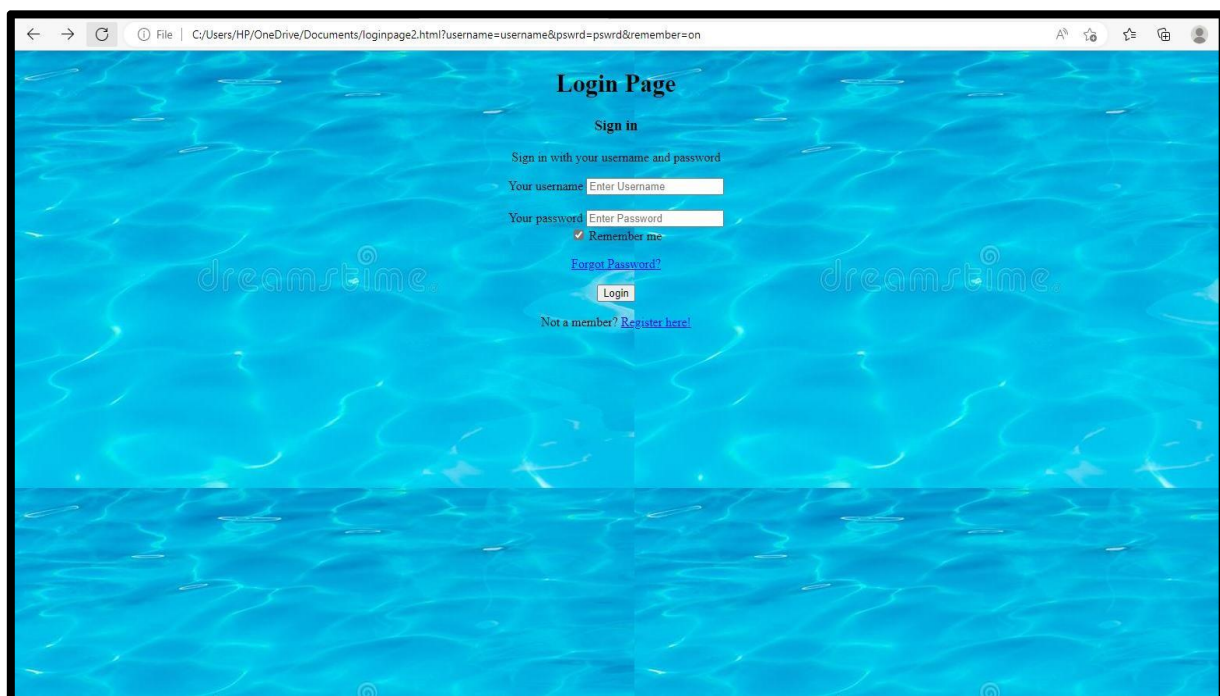 File | C:/Users/HP/OneDrive/Documents/loginpage2.html?username=username&pswrd=pswrd&remember=on
Login Page
Sign in
Sign in with your username and password
Your username Enter Username
Your password Enter Password
Remember me
dreamstime. dreamstime.
Forgot Password?
Login
Not a member? Register here!